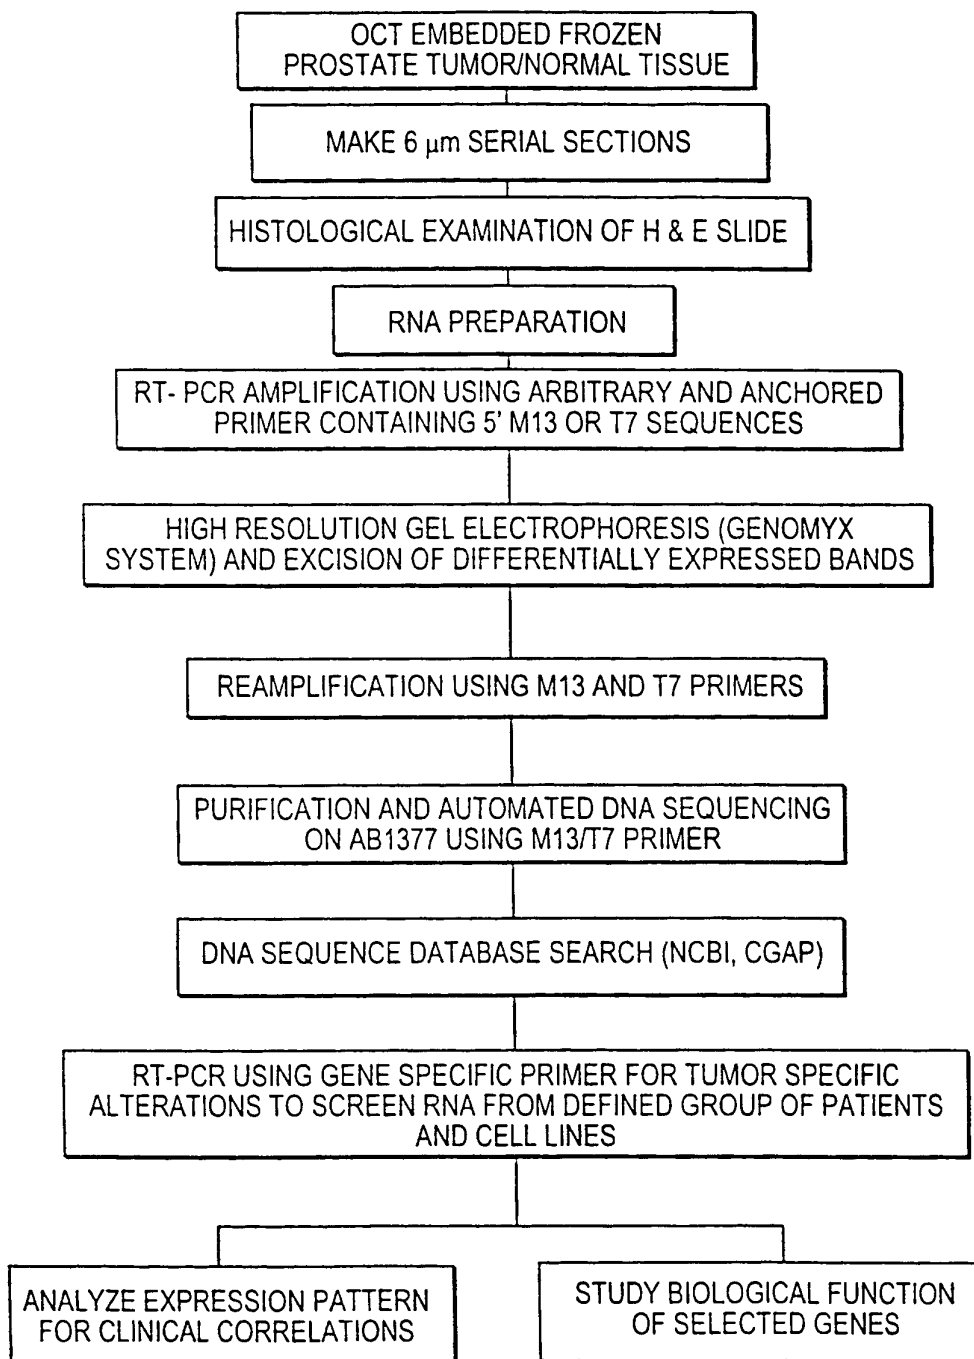 OCT EMBEDDED FROZEN
PROSTATE TUMOR/NORMAL TISSUE
MAKE 6 µm SERIAL SECTIONS
HISTOLOGICAL EXAMINATION OF H & E SLIDE
RNA PREPARATION
RT- PCR AMPLIFICATION USING ARBITRARY AND ANCHORED
PRIMER CONTAINING 5' M13 OR T7 SEQUENCES
HIGH RESOLUTION GEL ELECTROPHORESIS (GENOMYX
SYSTEM) AND EXCISION OF DIFFERENTIALLY EXPRESSED BANDS
REAMPLIFICATION USING M13 AND T7 PRIMERS
PURIFICATION AND AUTOMATED DNA SEQUENCING
ON AB1377 USING M13/T7 PRIMER
DNA SEQUENCE DATABASE SEARCH (NCBI, CGAP)
RT-PCR USING GENE SPECIFIC PRIMER FOR TUMOR SPECIFIC
ALTERATIONS TO SCREEN RNA FROM DEFINED GROUP OF PATIENTS
AND CELL LINES
ANALYZE EXPRESSION PATTERN
FOR CLINICAL CORRELATIONS
STUDY BIOLOGICAL FUNCTION
OF SELECTED GENES